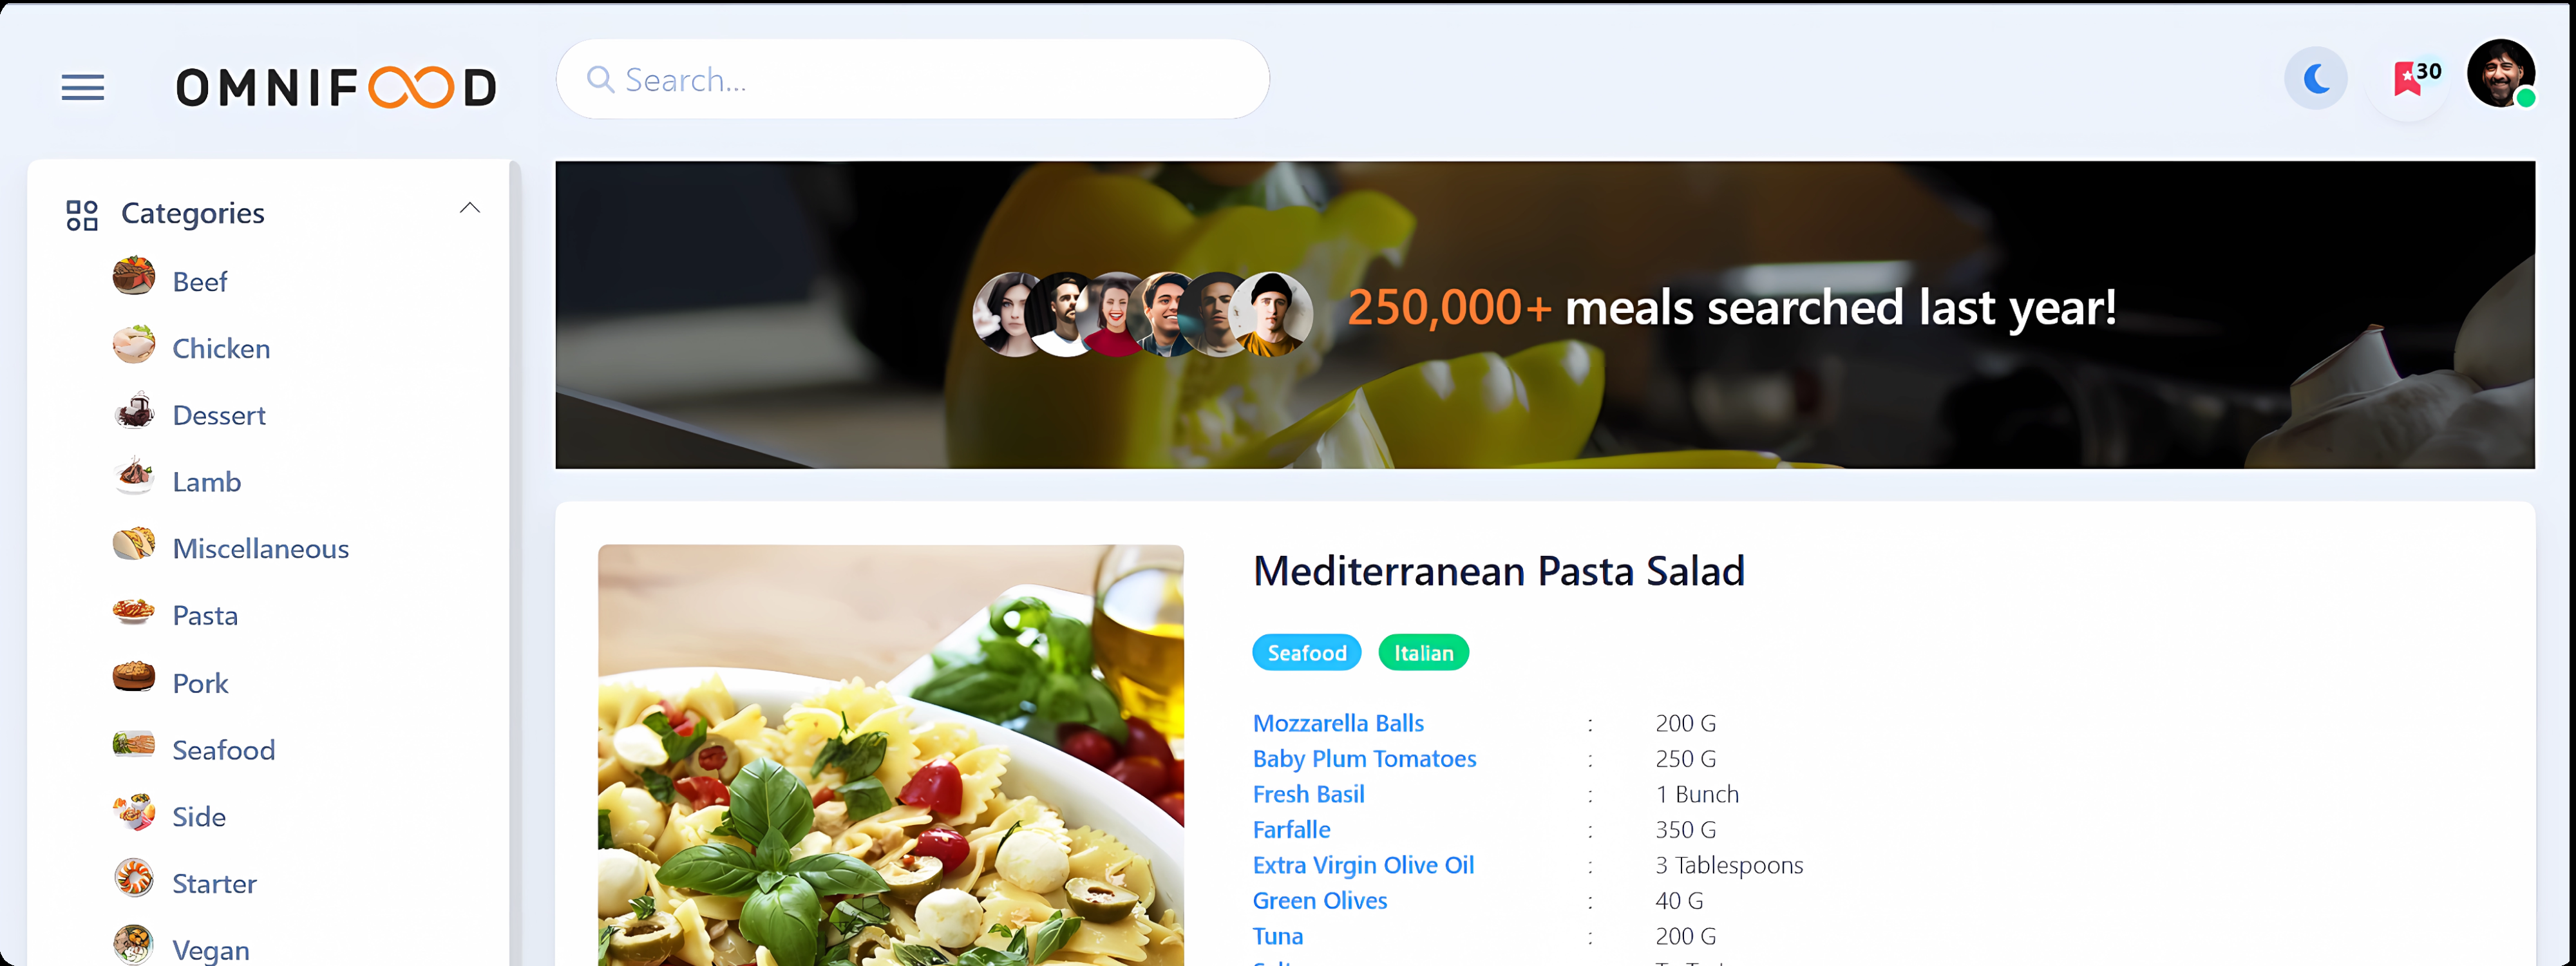 OMNIFOOD
Search...
30
Categories
Beef
Chicken
Dessert
Lamb
Miscellaneous
Pasta
Pork
Seafood
Side
Starter
Vegan
250,000+ meals searched last year!
Mediterranean Pasta Salad
Seafood Italian
Mozzarella Balls : 200 G
Baby Plum Tomatoes : 250 G
Fresh Basil : 1 Bunch
Farfalle : 350 G
Extra Virgin Olive Oil : 3 Tablespoons
Green Olives : 40 G
Tuna : 200 G